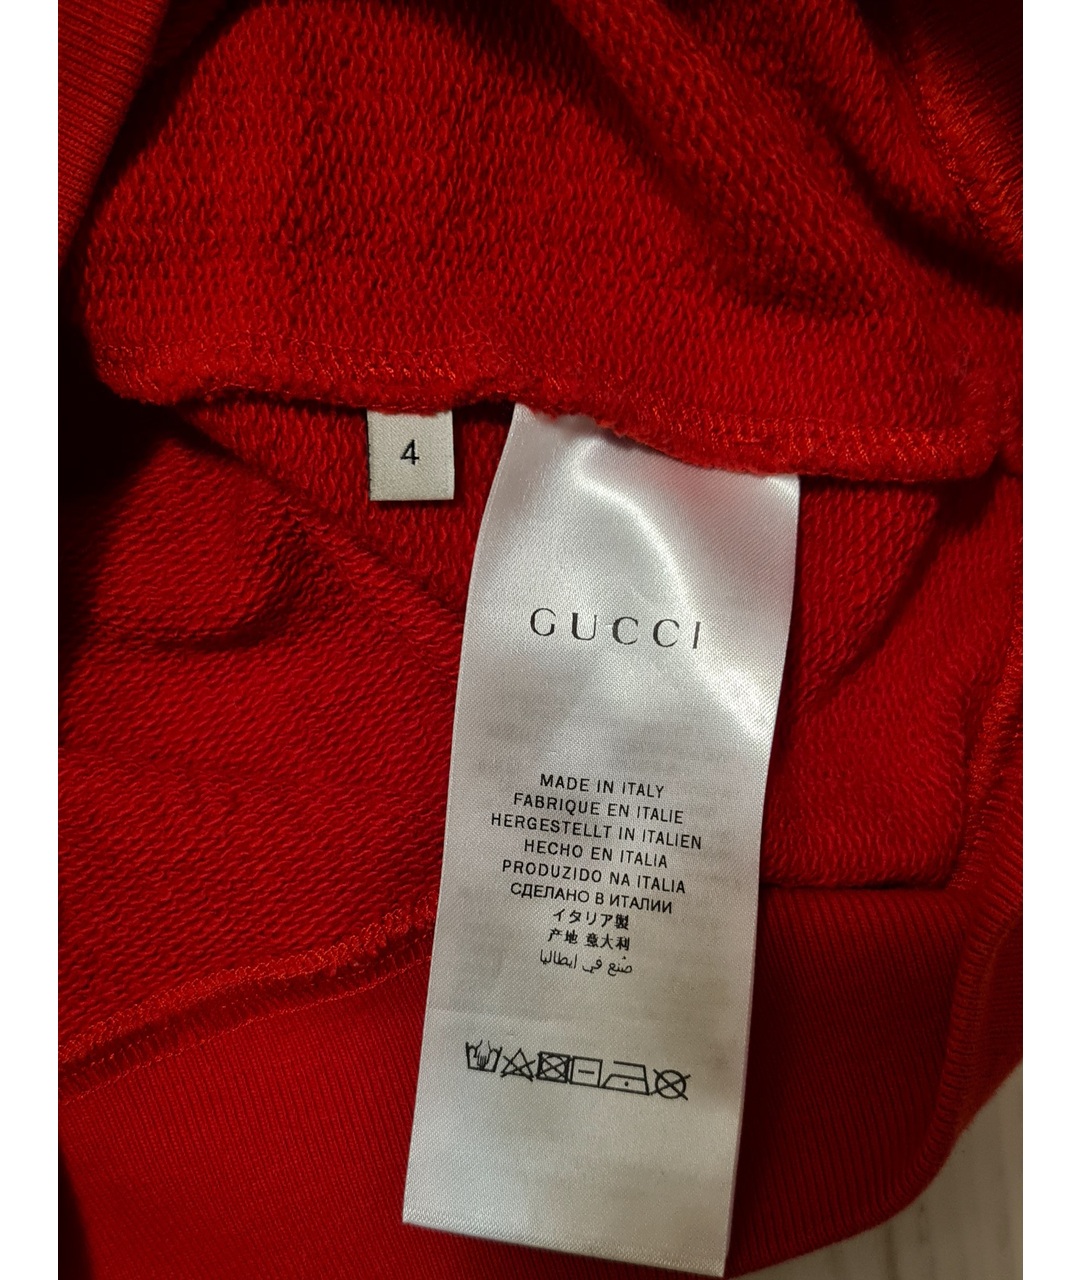 4
GUCCI
MADE IN ITALY
FABRIQUE EN ITALIE
HERGESTELLT IN ITALIEN
HECHO EN ITALIA
PRODUZIDO NA ITALIA
СДЕЛАНО В ИТАЛИИ
イタリア製
产地 意大利
صُنع في ايطاليا